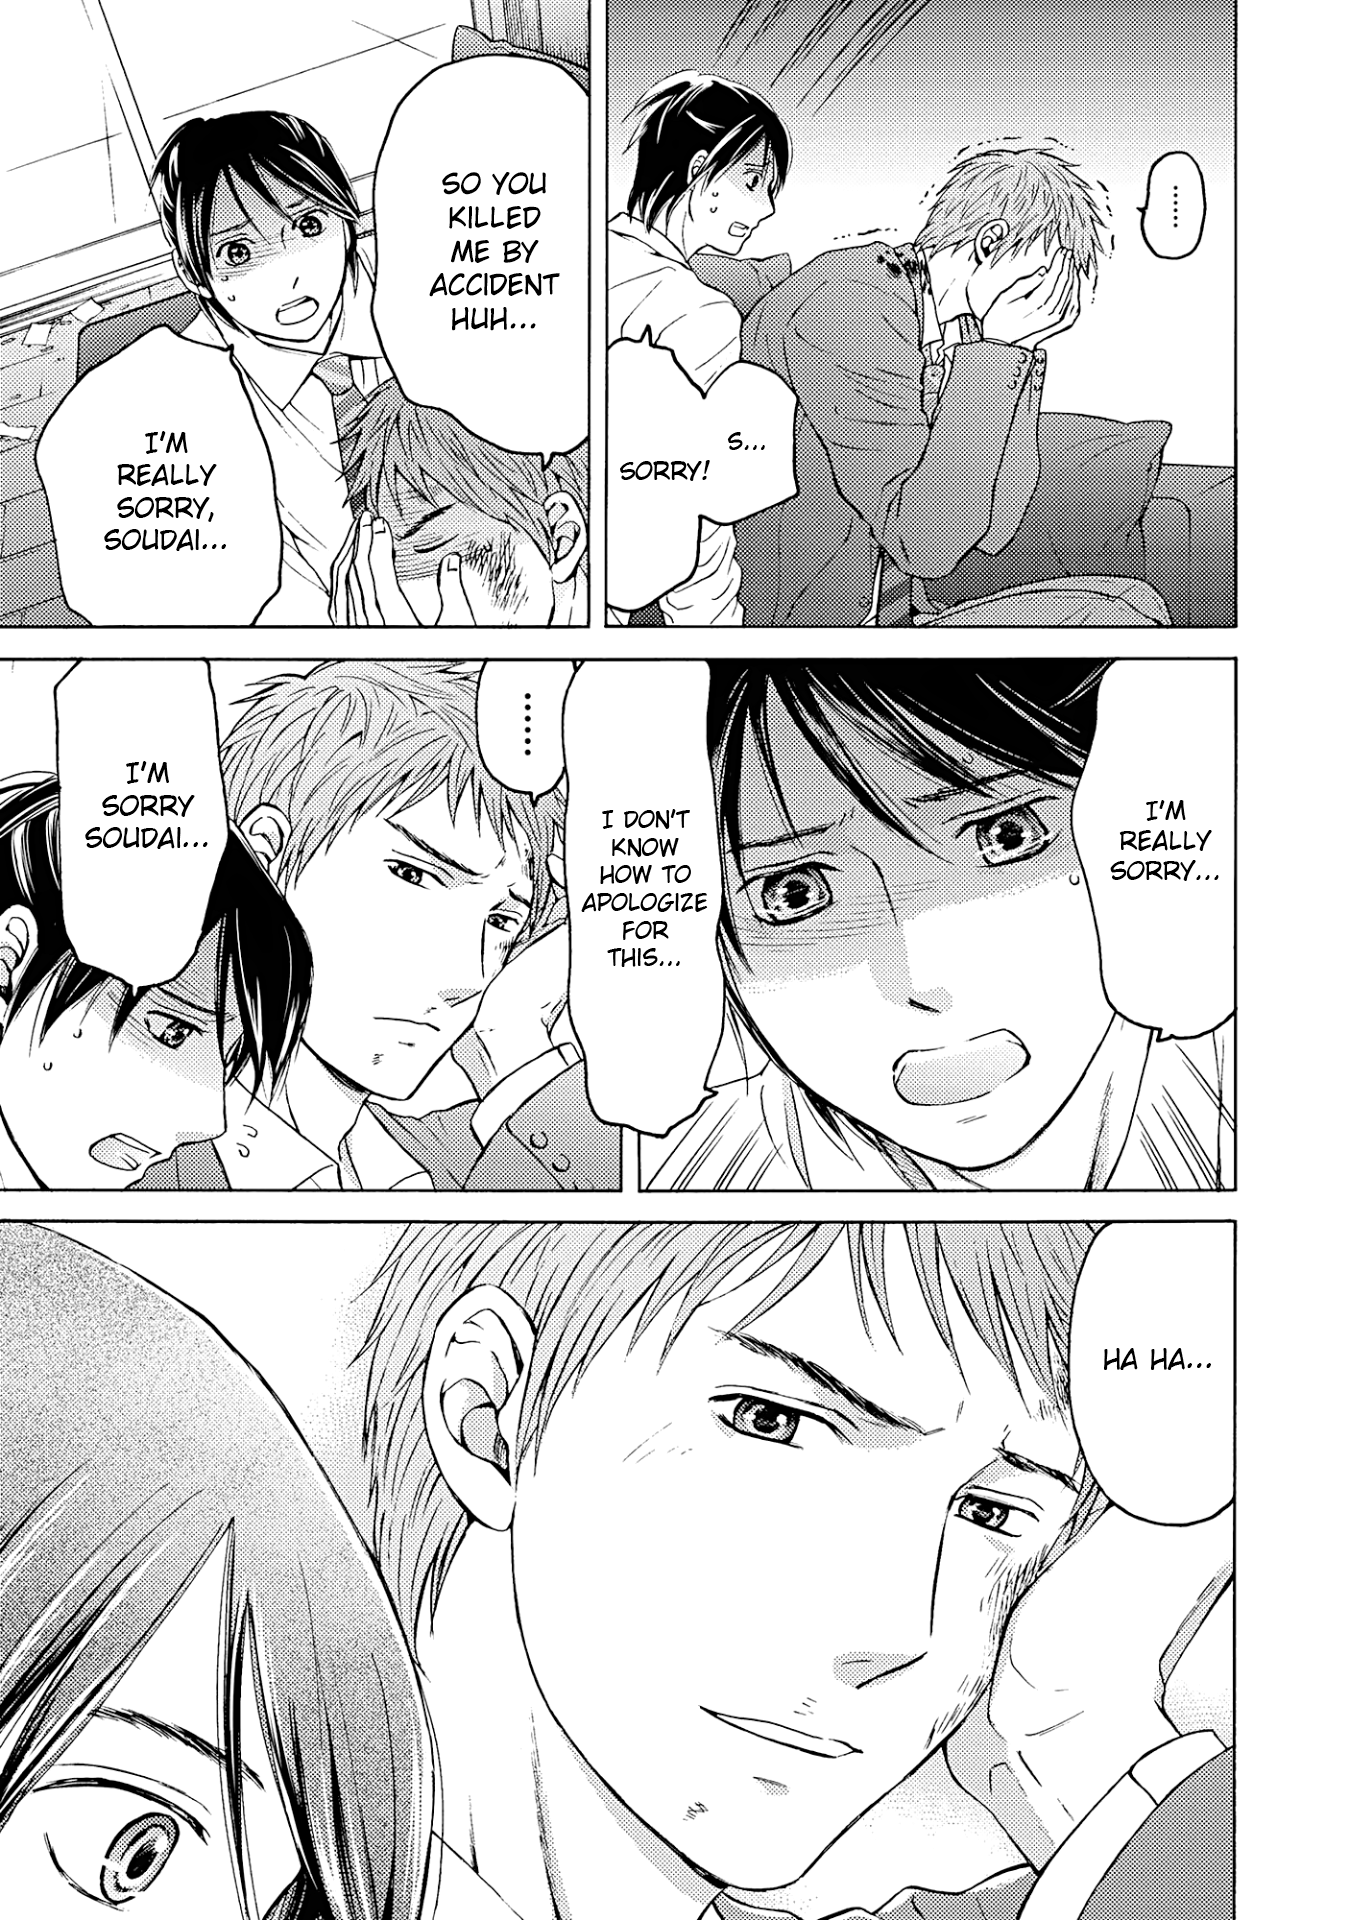 ......
S...
SORRY!
SO YOU
KILLED
ME BY
ACCIDENT
HUH...
I'M
REALLY
SORRY,
SOUDAI...
I'M
REALLY
SORRY...
I DON'T
KNOW
HOW TO
APOLOGIZE
FOR
THIS...
......
I'M
SORRY
SOUDAI...
HA HA...